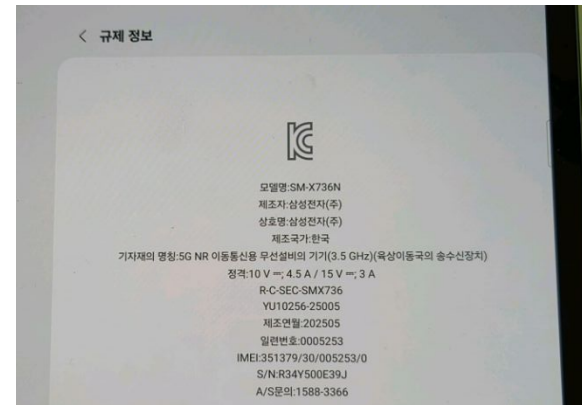 < 규제 정보
KC
모델명:SM-X736N
제조자:삼성전자(주)
상호명:삼성전자(주)
제조국가:한국
기자재의 명칭:5G NR 이동통신용 무선설비의 기기(3.5 GHz)(육상이동국의 송수신장치)
정격:10 V ⎓; 4.5 A / 15 V ⎓; 3 A
R-C-SEC-SMX736
YU10256-25005
제조연월:202505
일련번호:0005253
IMEI:351379/30/005253/0
S/N:R34Y500E39J
A/S문의:1588-3366